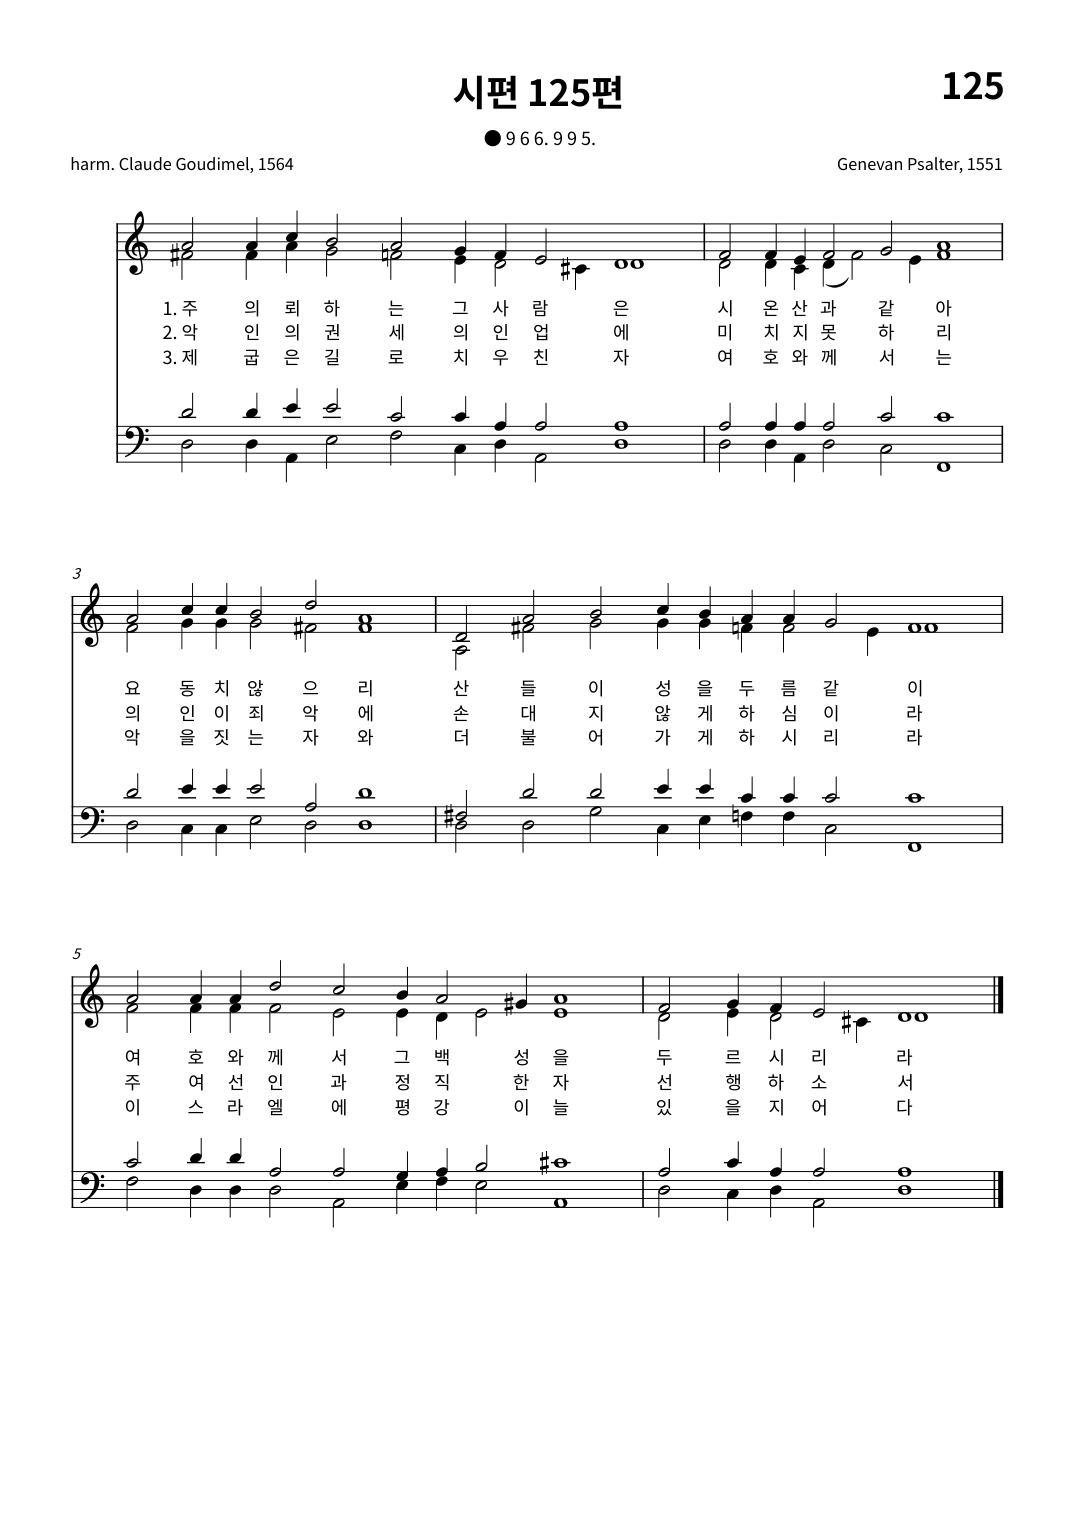 시편 125편
125
● 9 6 6. 9 9 5.
harm. Claude Goudimel, 1564
Genevan Psalter, 1551
1. 주 의 뢰 하 는 그 사 람 은 시 온 산 과 같 아
2. 악 인 의 권 세 의 인 업 에 미 치 지 못 하 리
3. 제 굽 은 길 로 치 우 친 자 여 호 와 께 서 는
3
요 동 치 않 으 리 산 들 이 성 을 두 름 같 이
의 인 이 죄 악 에 손 대 지 않 게 하 심 이 라
악 을 짓 는 자 와 더 불 어 가 게 하 시 리 라
5
여 호 와 께 서 그 백 성 을 두 르 시 리 라
주 여 선 인 과 정 직 한 자 선 행 하 소 서
이 스 라 엘 에 평 강 이 늘 있 을 지 어 다